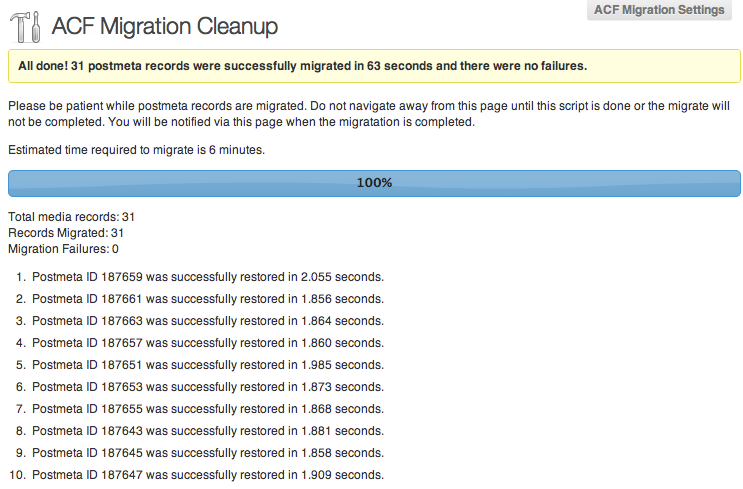 ACF Migration Settings
ACF Migration Cleanup
All done! 31 postmeta records were successfully migrated in 63 seconds and there were no failures.
Please be patient while postmeta records are migrated. Do not navigate away from this page until this script is done or the migrate will
not be completed. You will be notified via this page when the migratation is completed.
Estimated time required to migrate is 6 minutes.
100%
Total media records: 31
Records Migrated: 31
Migration Failures: 0
1. Postmeta ID 187659 was successfully restored in 2.055 seconds.
2. Postmeta ID 187661 was successfully restored in 1.856 seconds.
3. Postmeta ID 187663 was successfully restored in 1.864 seconds.
4. Postmeta ID 187657 was successfully restored in 1.860 seconds.
5. Postmeta ID 187651 was successfully restored in 1.985 seconds.
6. Postmeta ID 187653 was successfully restored in 1.873 seconds.
7. Postmeta ID 187655 was successfully restored in 1.868 seconds.
8. Postmeta ID 187643 was successfully restored in 1.881 seconds.
9. Postmeta ID 187645 was successfully restored in 1.858 seconds.
10. Postmeta ID 187647 was successfully restored in 1.909 seconds.